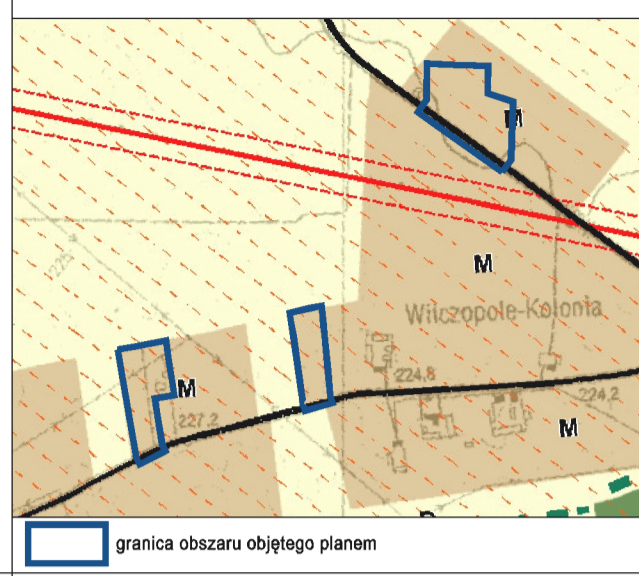 M
M
Wilczopole-Kolonia
224,8
224,2
M
227,2
M
granica obszaru objętego planem